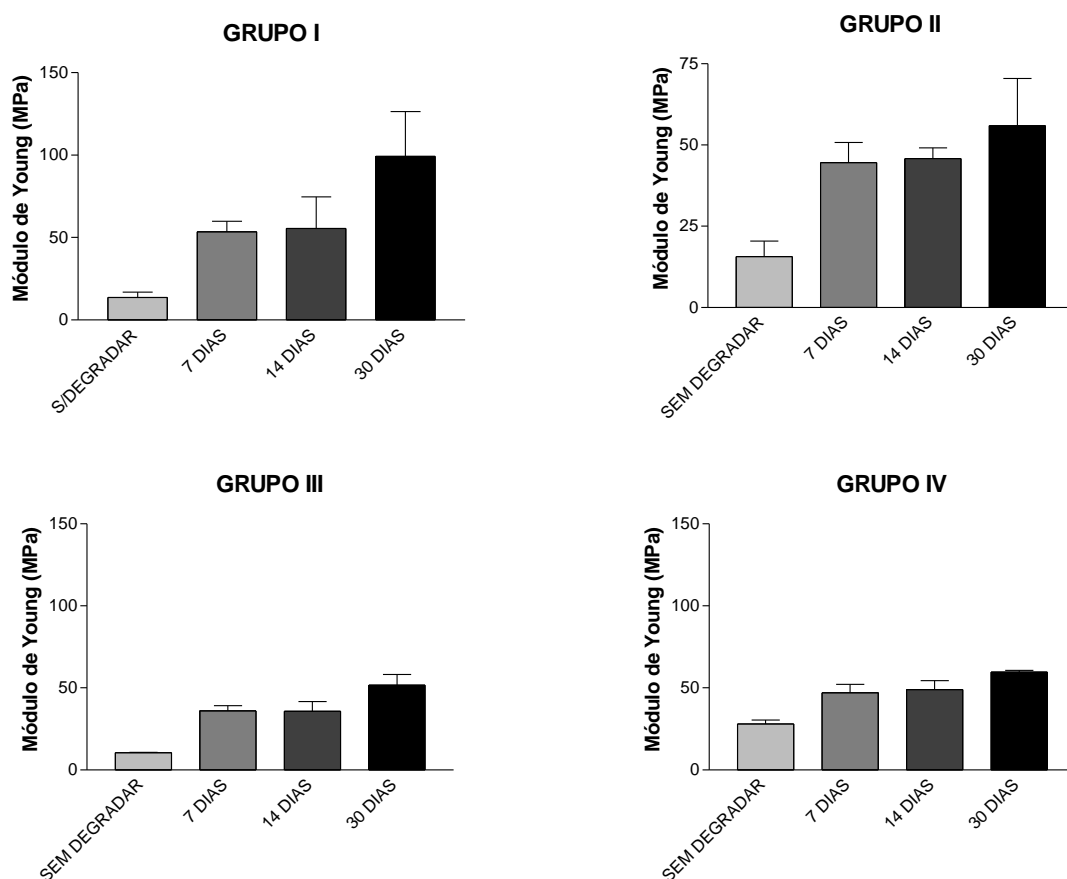 GRUPO I
Módulo de Young (MPa)
150
100
50
0
S/DEGRADAR
7 DIAS
14 DIAS
30 DIAS
GRUPO II
Módulo de Young (MPa)
75
50
25
0
SEM DEGRADAR
7 DIAS
14 DIAS
30 DIAS
GRUPO III
Módulo de Young (MPa)
150
100
50
0
SEM DEGRADAR
7 DIAS
14 DIAS
30 DIAS
GRUPO IV
Módulo de Young (MPa)
150
100
50
0
SEM DEGRADAR
7 DIAS
14 DIAS
30 DIAS